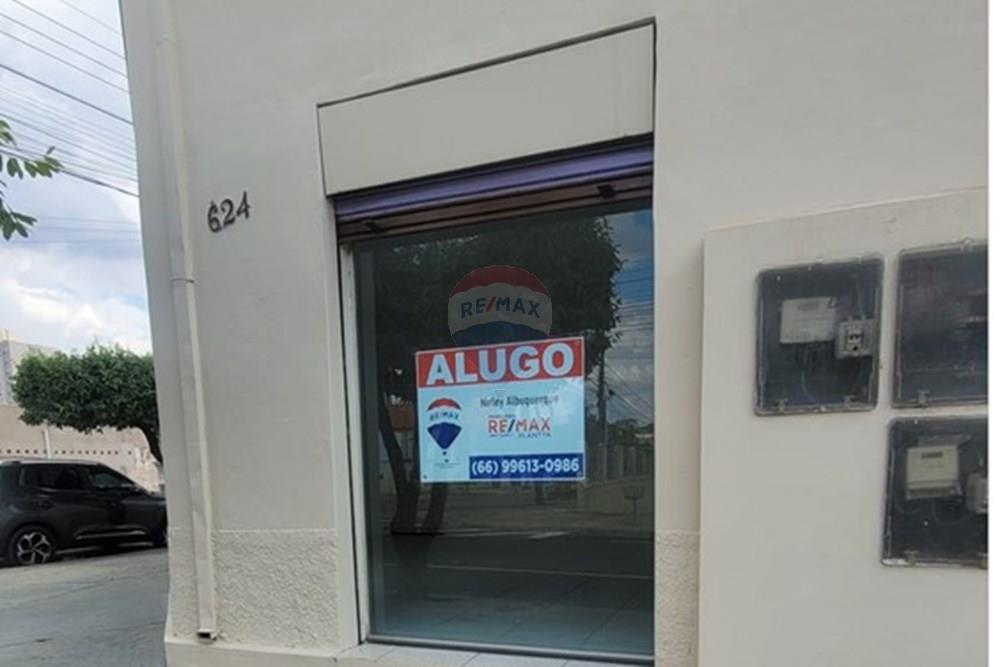 624
RE/MAX
ALUGO
Nirley Albuquerque
RE/MAX
RE/MAX
PLANTTA
(66) 99613-0986